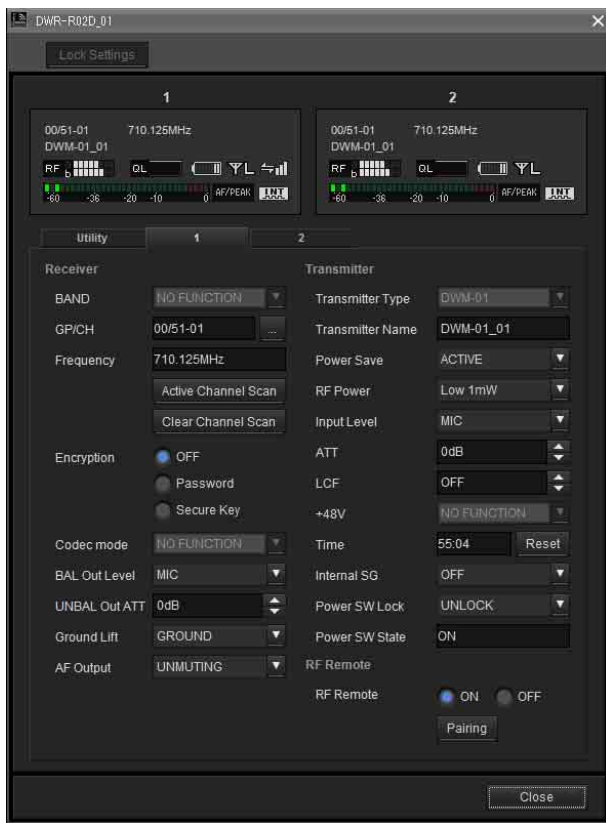 DWR-R02D_01
Lock Settings
1
00/51-01 710.125MHz
DWM-01_01
RF b QL L
-60 -36 -20 -10 0 AF/PEAK INT
2
00/51-01 710.125MHz
DWM-01_01
RF b QL L
-60 -36 -20 -10 0 AF/PEAK INT
Utility 1 2
Receiver
BAND NO FUNCTION
GP/CH 00/51-01 ...
Frequency 710.125MHz
Active Channel Scan
Clear Channel Scan
Encryption OFF
Password
Secure Key
Codec mode NO FUNCTION
BAL Out Level MIC
UNBAL Out ATT 0dB
Ground Lift GROUND
AF Output UNMUTING
Transmitter
Transmitter Type DWM-01
Transmitter Name DWM-01_01
Power Save ACTIVE
RF Power Low 1mW
Input Level MIC
ATT 0dB
LCF OFF
+48V NO FUNCTION
Time 55:04 Reset
Internal SG OFF
Power SW Lock UNLOCK
Power SW State ON
RF Remote
RF Remote ON OFF
Pairing
Close